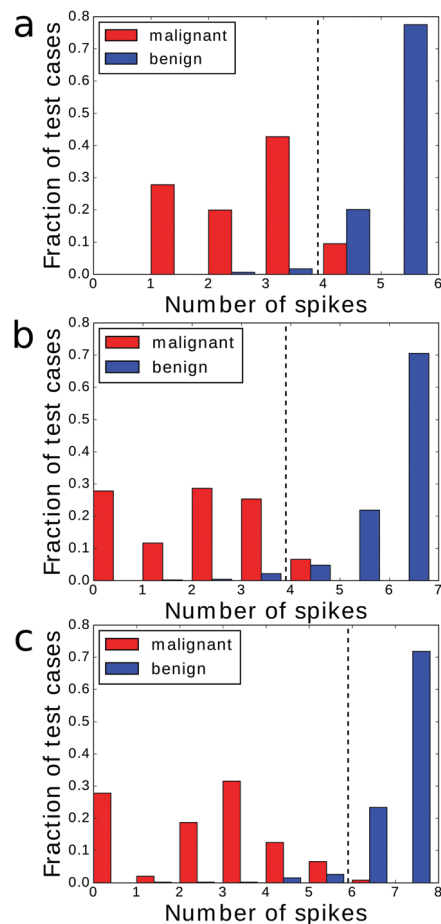 a
malignant
benign
Fraction of test cases
0.8
0.7
0.6
0.5
0.4
0.3
0.2
0.1
0.0
0 1 2 3 4 5 6
Number of spikes
b
malignant
benign
Fraction of test cases
0.8
0.7
0.6
0.5
0.4
0.3
0.2
0.1
0.0
0 1 2 3 4 5 6 7
Number of spikes
c
malignant
benign
Fraction of test cases
0.8
0.7
0.6
0.5
0.4
0.3
0.2
0.1
0.0
0 1 2 3 4 5 6 7 8
Number of spikes